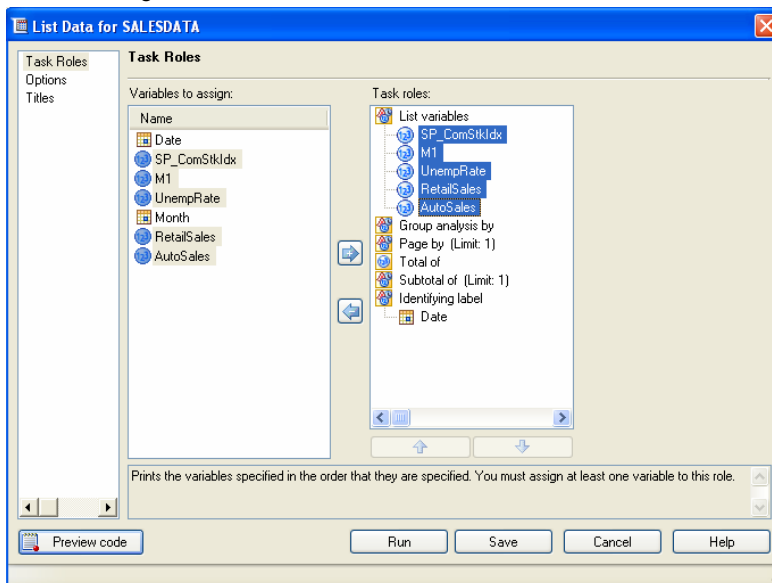 List Data for SALESDATA
Task Roles
Options
Titles
Task Roles
Variables to assign:
Name
Date
SP_ComStkIdx
M1
UnempRate
Month
RetailSales
AutoSales
Task roles:
List variables
SP_ComStkIdx
M1
UnempRate
RetailSales
AutoSales
Group analysis by
Page by (Limit: 1)
Total of
Subtotal of (Limit: 1)
Identifying label
Date
Prints the variables specified in the order that they are specified. You must assign at least one variable to this role.
Preview code
Run
Save
Cancel
Help